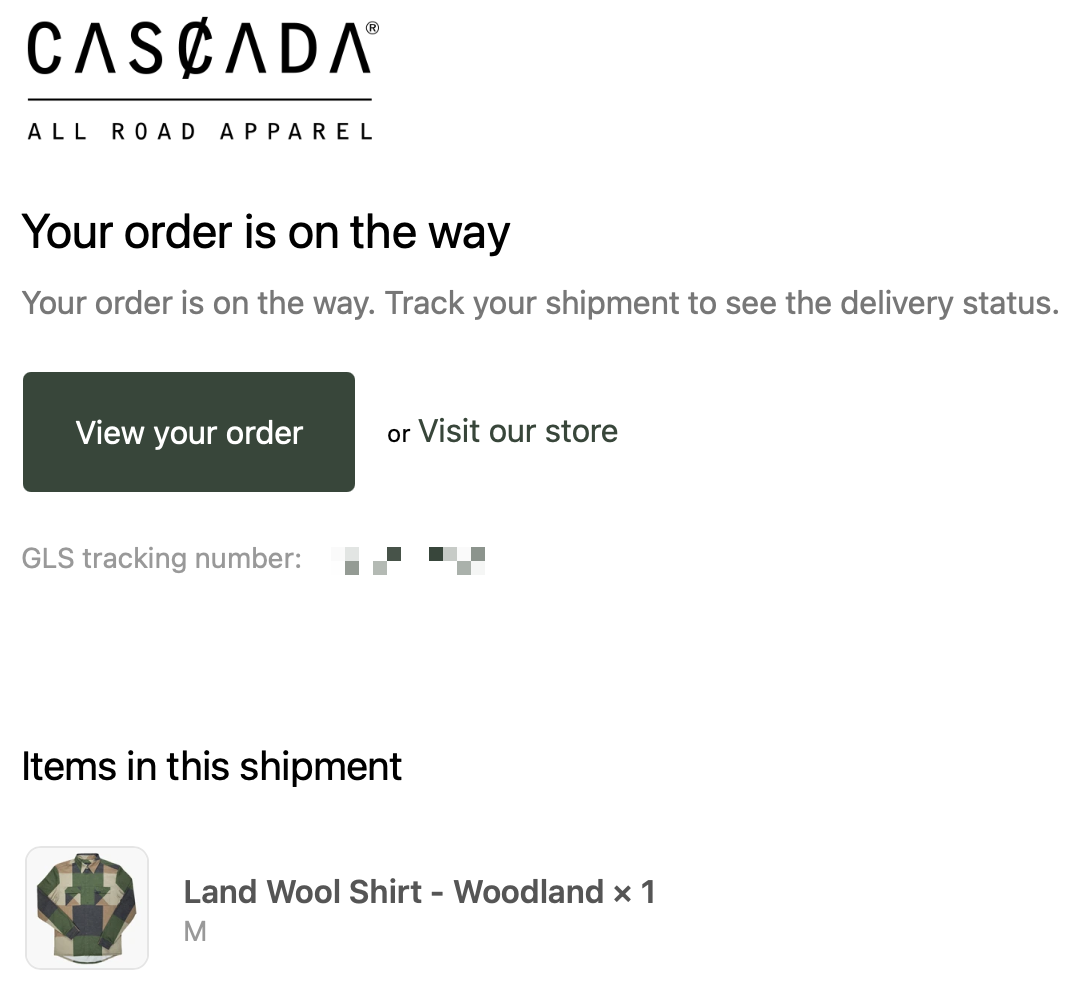 CASCADA®
ALL ROAD APPAREL
Your order is on the way
Your order is on the way. Track your shipment to see the delivery status.
View your order or Visit our store
GLS tracking number:
Items in this shipment
Land Wool Shirt - Woodland × 1
M